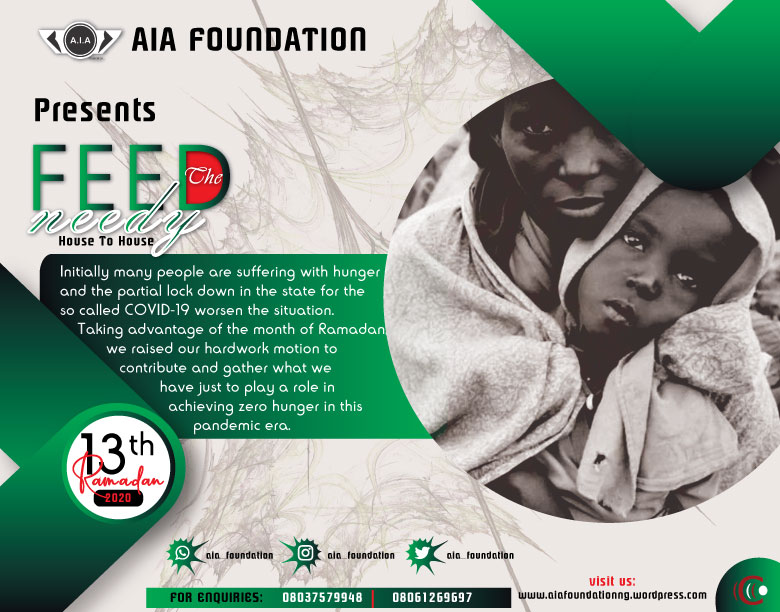 A.I.A
AIA FOUNDATION
Presents
FEED
The
needy
House To House
Initially many people are suffering with hunger
and the partial lock down in the state for the
so called COVID-19 worsen the situation.
Taking advantage of the month of Ramadan
we raised our hardwork motion to
contribute and gather what we
have just to play a role in
achieving zero hunger in this
pandemic era.
13th
Ramadan
2020
aia_foundation
aia_foundation
aia_foundation
FOR ENQUIRIES: 08037579948 | 08061269697
visit us:
www.aiafoundationng.wordpress.com